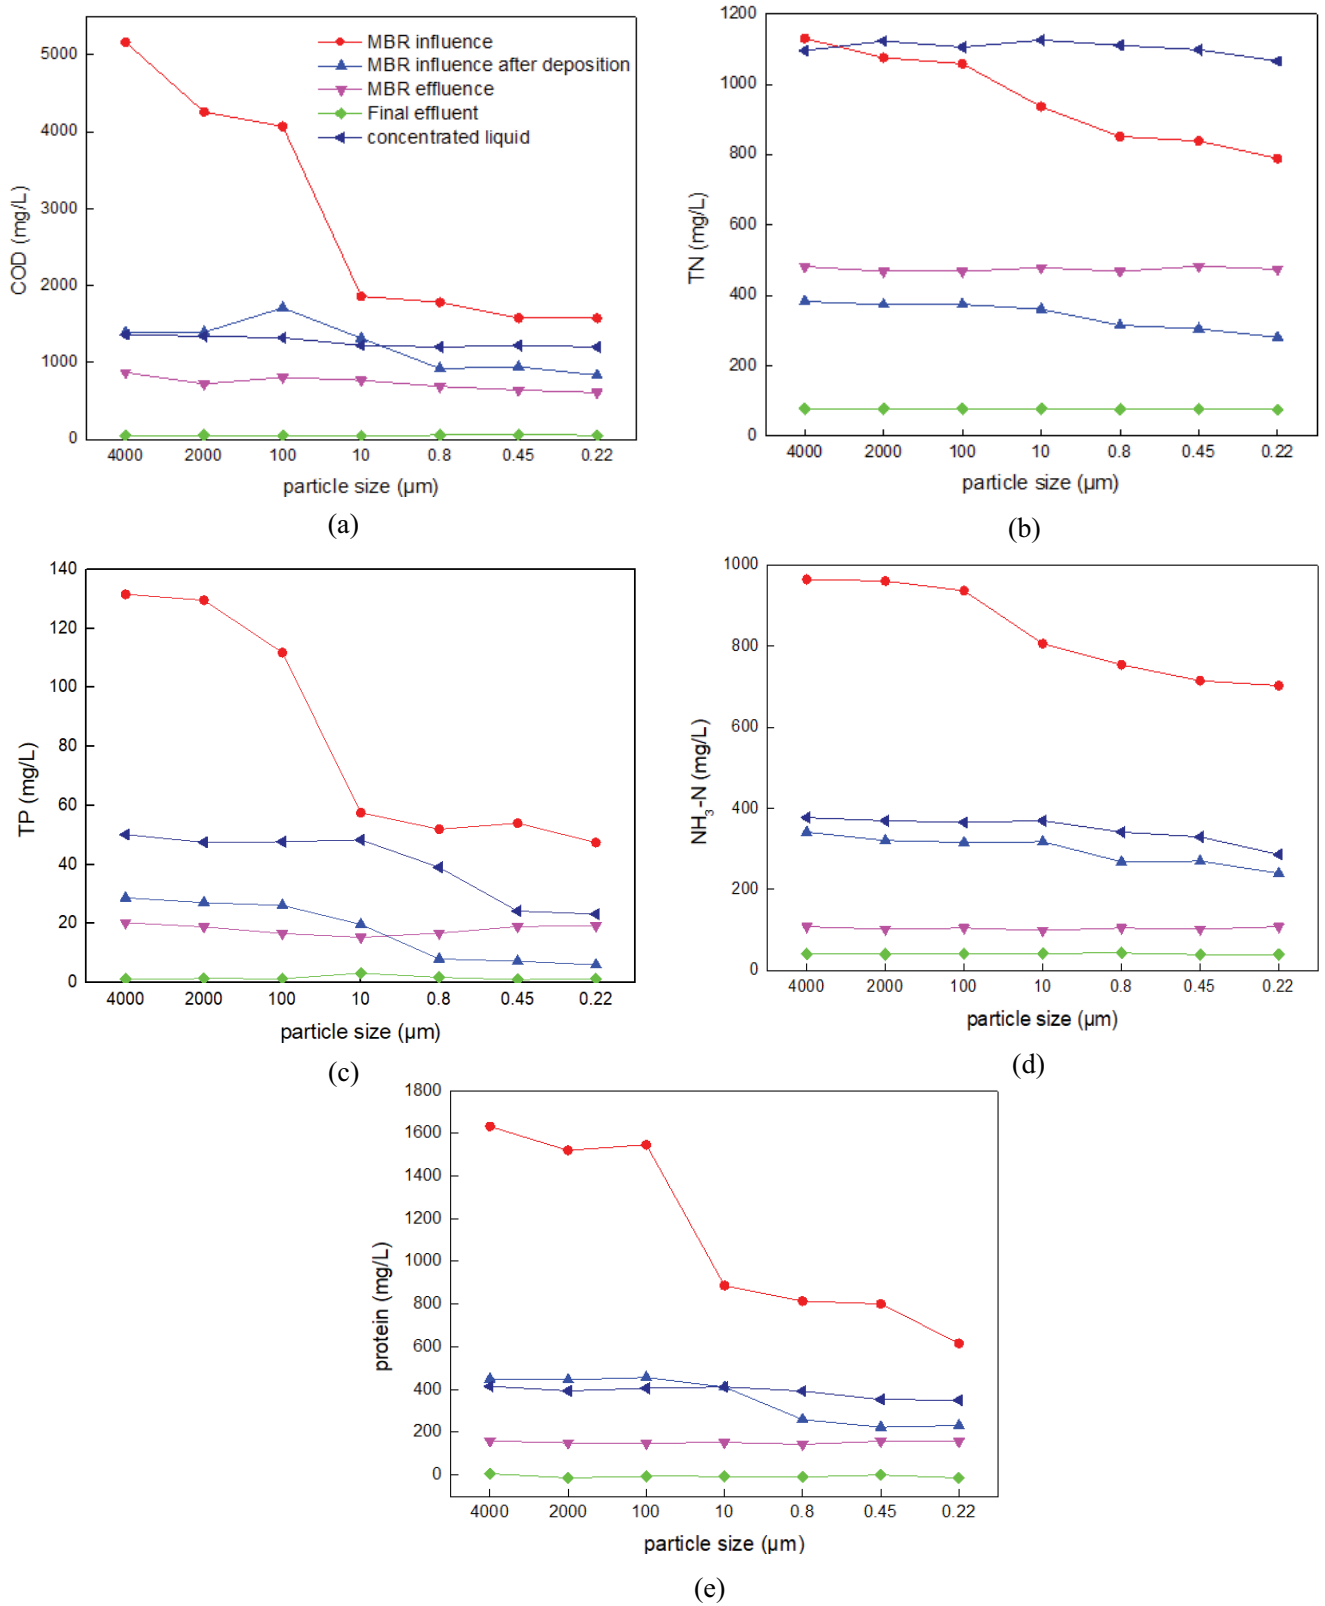 5000
4000
3000
2000
1000
0
COD (mg/L)
MBR influence
MBR influence after deposition
MBR effluence
Final effluent
concentrated liquid
4000 2000 100 10 0.8 0.45 0.22
particle size (µm)
(a)
1200
1000
800
600
400
200
0
TN (mg/L)
4000 2000 100 10 0.8 0.45 0.22
particle size (µm)
(b)
140
120
100
80
60
40
20
0
TP (mg/L)
4000 2000 100 10 0.8 0.45 0.22
particle size (µm)
(c)
1000
800
600
400
200
0
NH₃-N (mg/L)
4000 2000 100 10 0.8 0.45 0.22
particle size (µm)
(d)
1800
1600
1400
1200
1000
800
600
400
200
0
protein (mg/L)
4000 2000 100 10 0.8 0.45 0.22
particle size (µm)
(e)